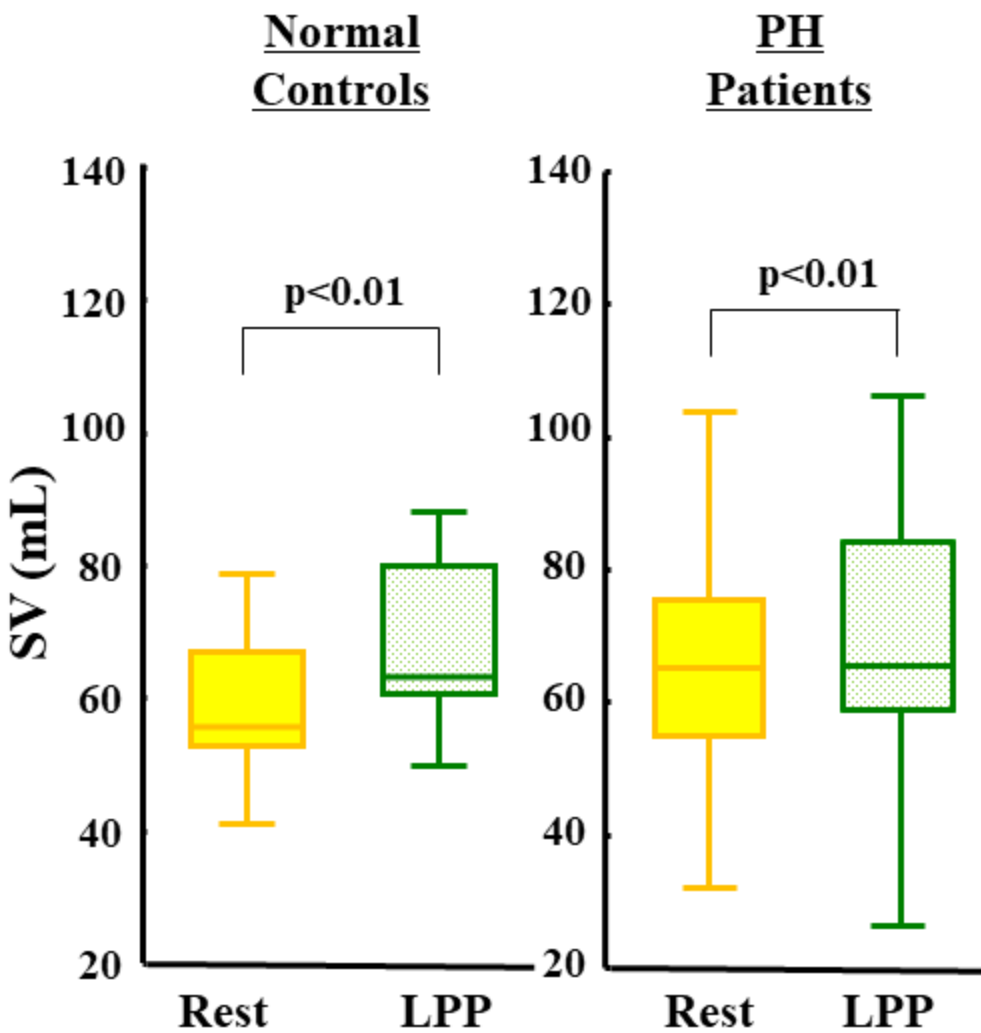 Normal
Controls
PH
Patients
SV (mL)
140
120
100
80
60
40
20
p<0.01
Rest
LPP
140
120
100
80
60
40
20
p<0.01
Rest
LPP